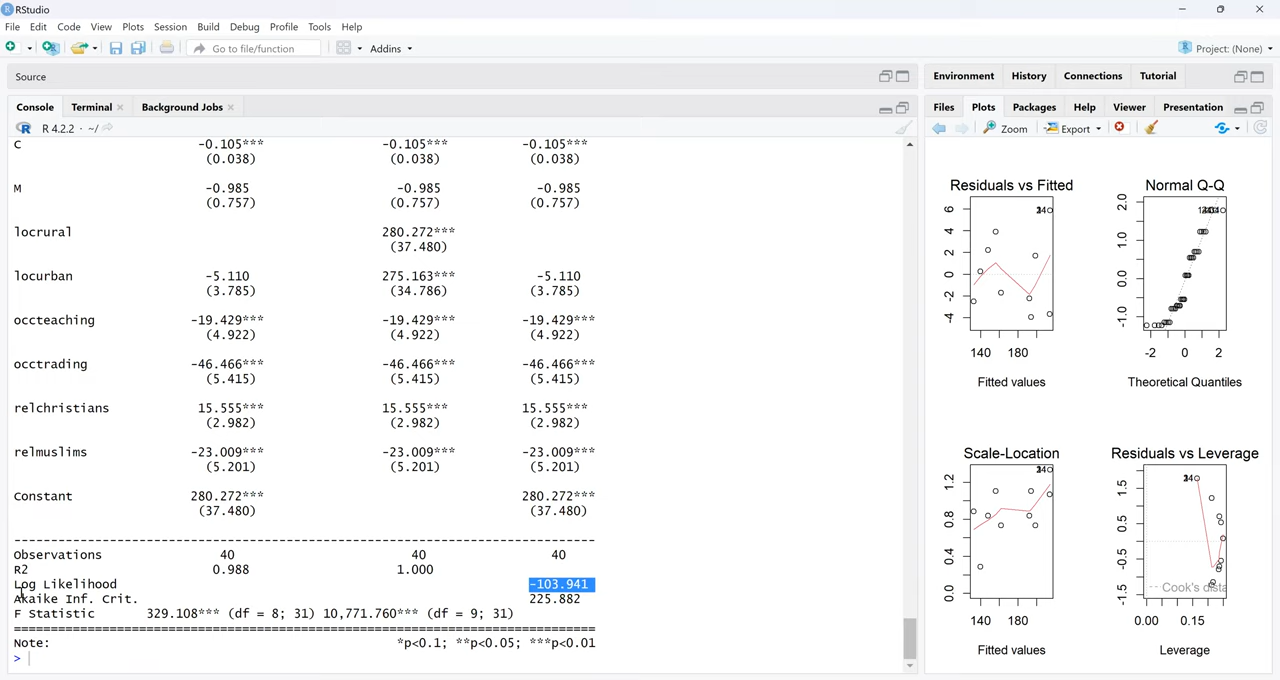 RStudio
File Edit Code View Plots Session Build Debug Profile Tools Help
Go to file/function Addins Project: (None)
Source
Console Terminal Background Jobs
R 4.2.2 · ~/
C -0.105*** -0.105*** -0.105***
(0.038) (0.038) (0.038)
M -0.985 -0.985 -0.985
(0.757) (0.757) (0.757)
locrural 280.272***
(37.480)
locurban -5.110 275.163*** -5.110
(3.785) (34.786) (3.785)
occteaching -19.429*** -19.429*** -19.429***
(4.922) (4.922) (4.922)
occtrading -46.466*** -46.466*** -46.466***
(5.415) (5.415) (5.415)
relchristians 15.555*** 15.555*** 15.555***
(2.982) (2.982) (2.982)
relmuslims -23.009*** -23.009*** -23.009***
(5.201) (5.201) (5.201)
Constant 280.272*** 280.272***
(37.480) (37.480)
Observations 40 40 40
R2 0.988 1.000
Log Likelihood -103.941
Akaike Inf. Crit. 225.882
F Statistic 329.108*** (df = 8; 31) 10,771.760*** (df = 9; 31)
Note: *p<0.1; **p<0.05; ***p<0.01
>
Environment History Connections Tutorial
Files Plots Packages Help Viewer Presentation
Zoom Export
Residuals vs Fitted
6
4
2
0
-2
-4
140 180
Fitted values
Normal Q-Q
2.0
1.0
0.0
-1.0
-2 0 2
Theoretical Quantiles
Scale-Location
1.2
0.8
0.4
0.0
140 180
Fitted values
Residuals vs Leverage
1.5
0.5
-0.5
-1.5
Cook's dista
0.00 0.15
Leverage